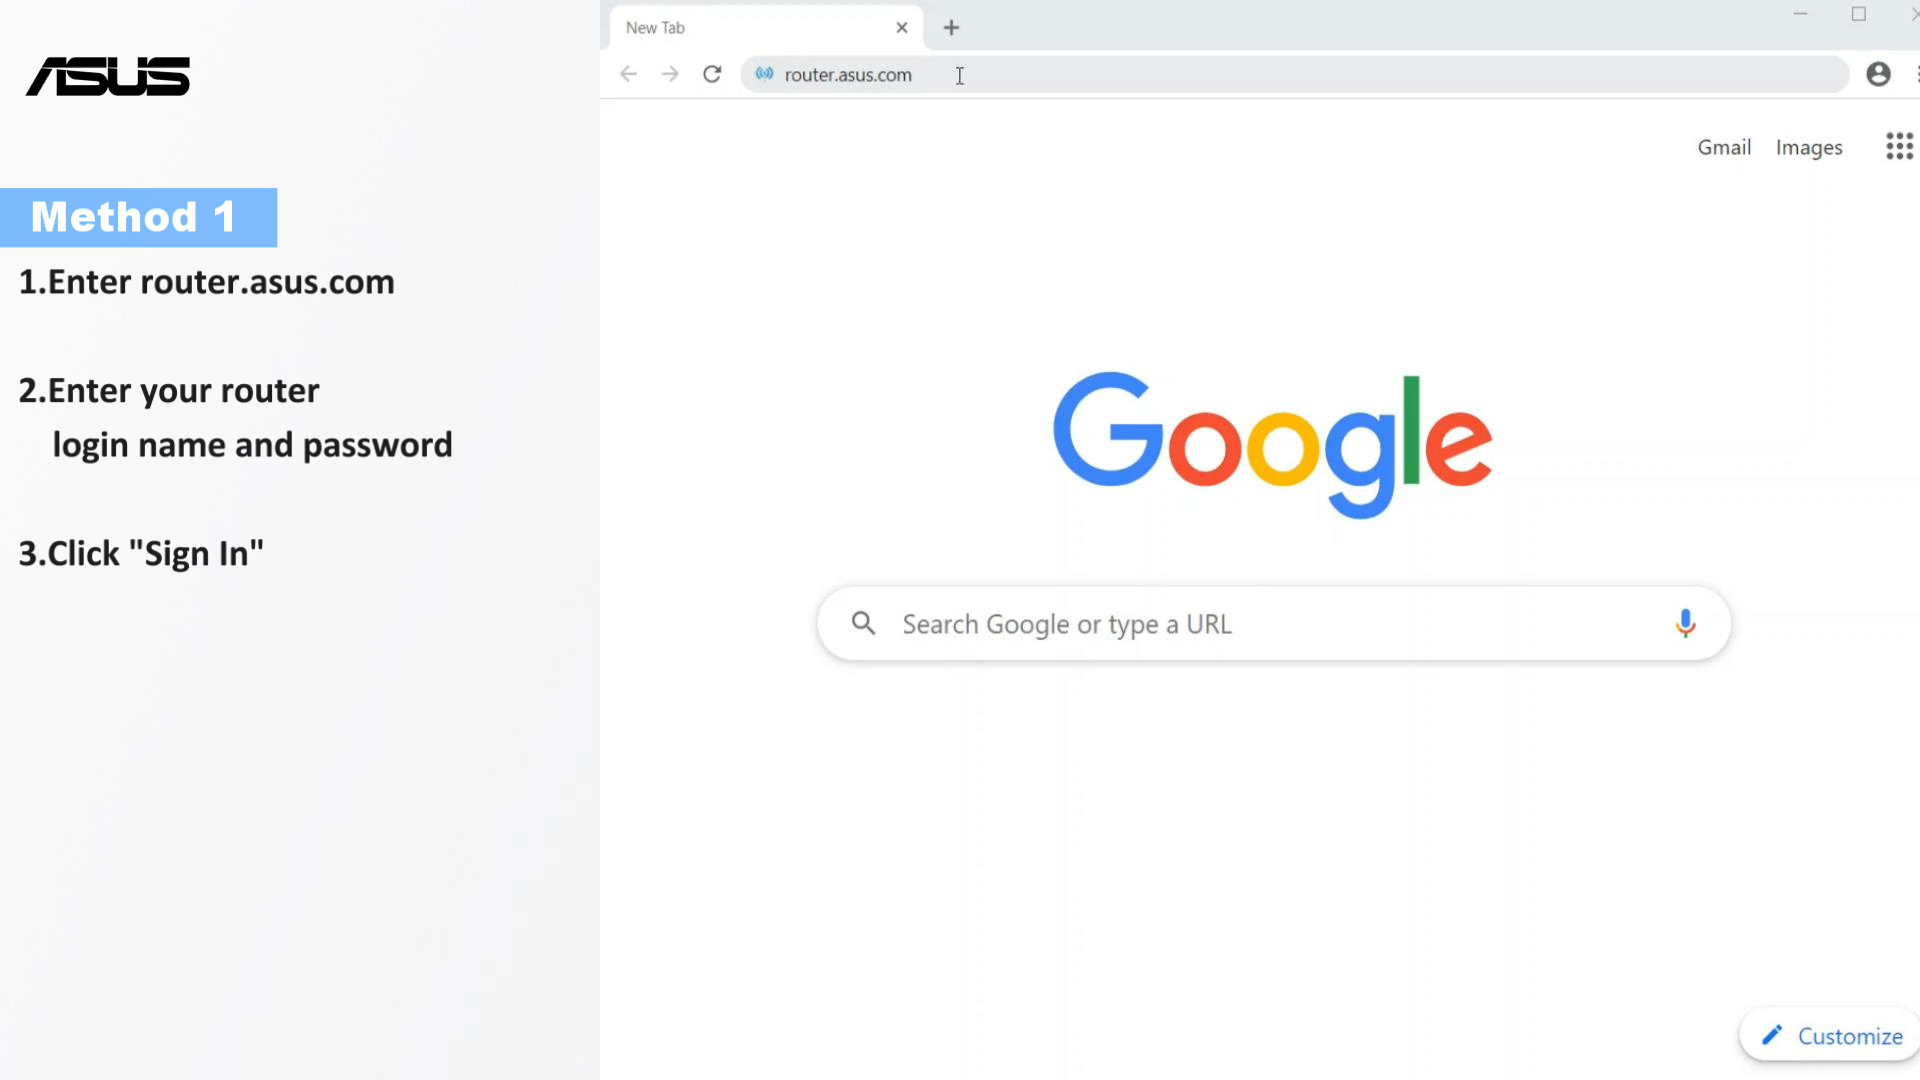 ASUS
Method 1
1.Enter router.asus.com
2.Enter your router
login name and password
3.Click "Sign In"
New Tab
router.asus.com
Gmail Images
Google
Search Google or type a URL
Customize